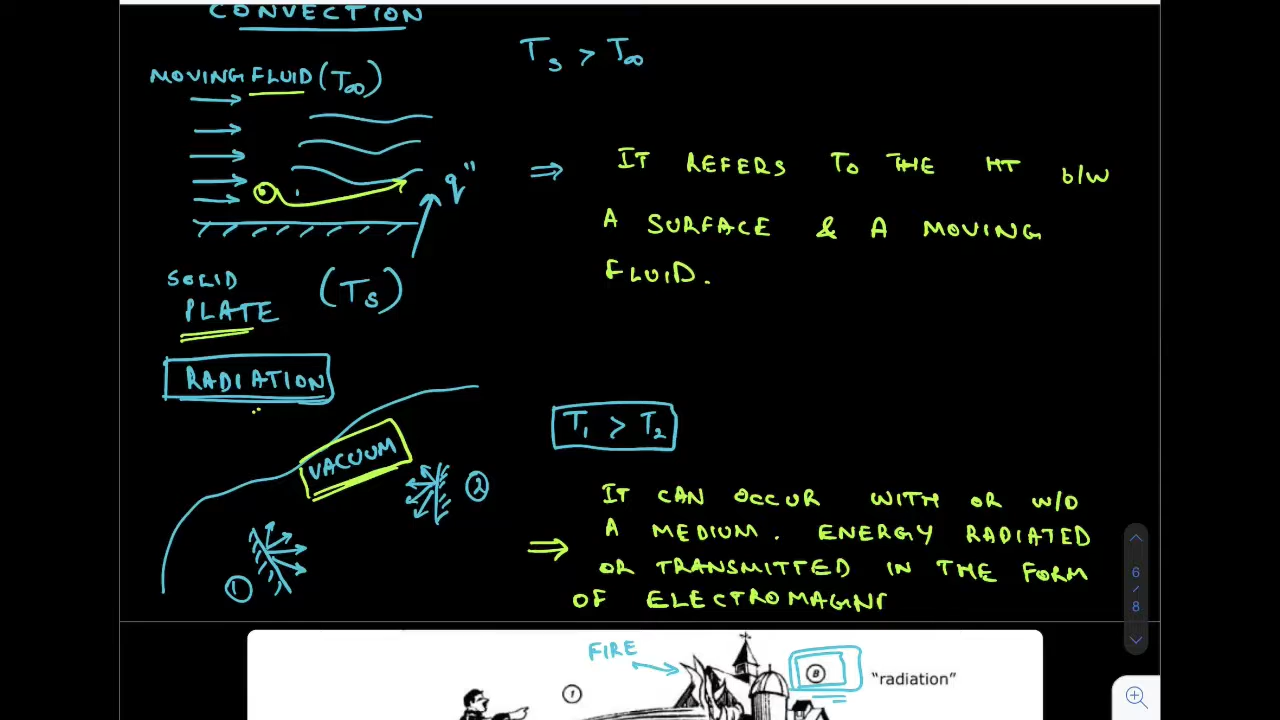 CONVECTION
MOVING FLUID (T∞)
Ts > T∞
q"
⇒ IT REFERS TO THE HT b/w
A SURFACE & A MOVING
FLUID.
SOLID
PLATE (Ts)
RADIATION
VACUUM
①
②
T1 > T2
IT CAN OCCUR WITH OR W/O
A MEDIUM. ENERGY RADIATED
⇒ OR TRANSMITTED IN THE FORM
OF ELECTROMAGNE
6
/
8
FIRE
①
B
"radiation"